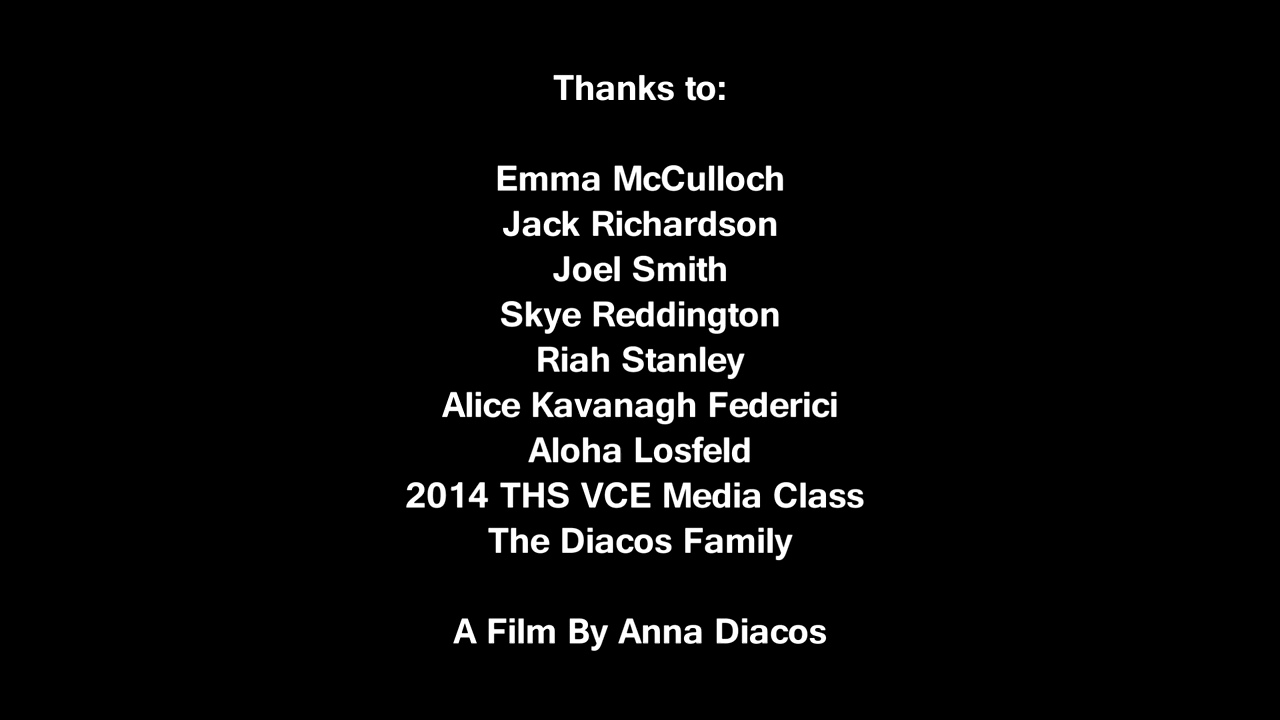 Thanks to:
Emma McCulloch
Jack Richardson
Joel Smith
Skye Reddington
Riah Stanley
Alice Kavanagh Federici
Aloha Losfeld
2014 THS VCE Media Class
The Diacos Family
A Film By Anna Diacos